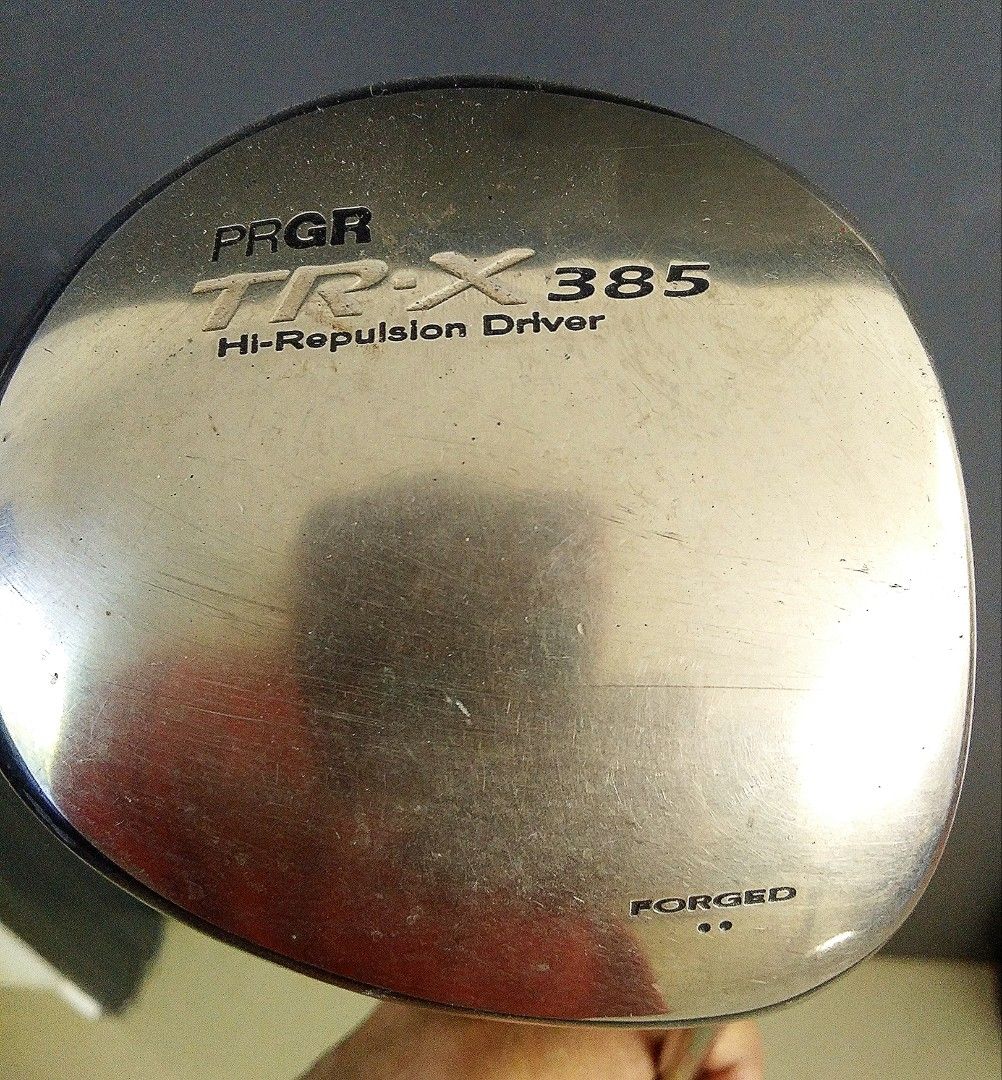 PRGR
TR-X 385
Hi-Repulsion Driver
FORGED